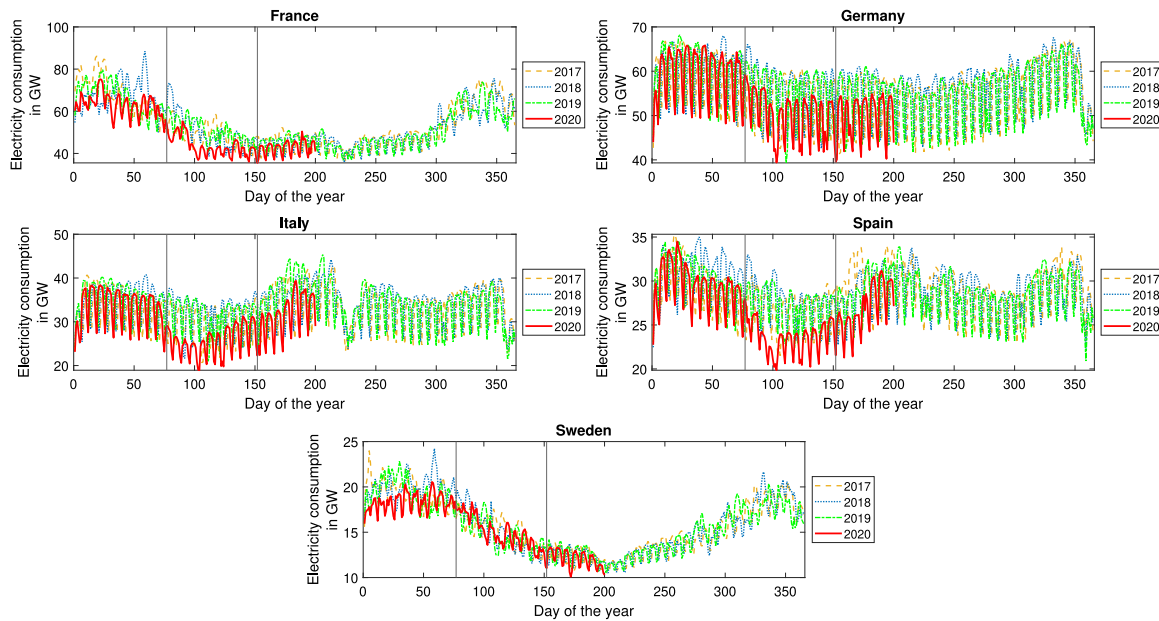 France
Electricity consumption
in GW
100
80
60
40
0 50 100 150 200 250 300 350
Day of the year
2017
2018
2019
2020
Germany
Electricity consumption
in GW
70
60
50
40
0 50 100 150 200 250 300 350
Day of the year
2017
2018
2019
2020
Italy
Electricity consumption
in GW
50
40
30
20
0 50 100 150 200 250 300 350
Day of the year
2017
2018
2019
2020
Spain
Electricity consumption
in GW
35
30
25
20
0 50 100 150 200 250 300 350
Day of the year
2017
2018
2019
2020
Sweden
Electricity consumption
in GW
25
20
15
10
0 50 100 150 200 250 300 350
Day of the year
2017
2018
2019
2020